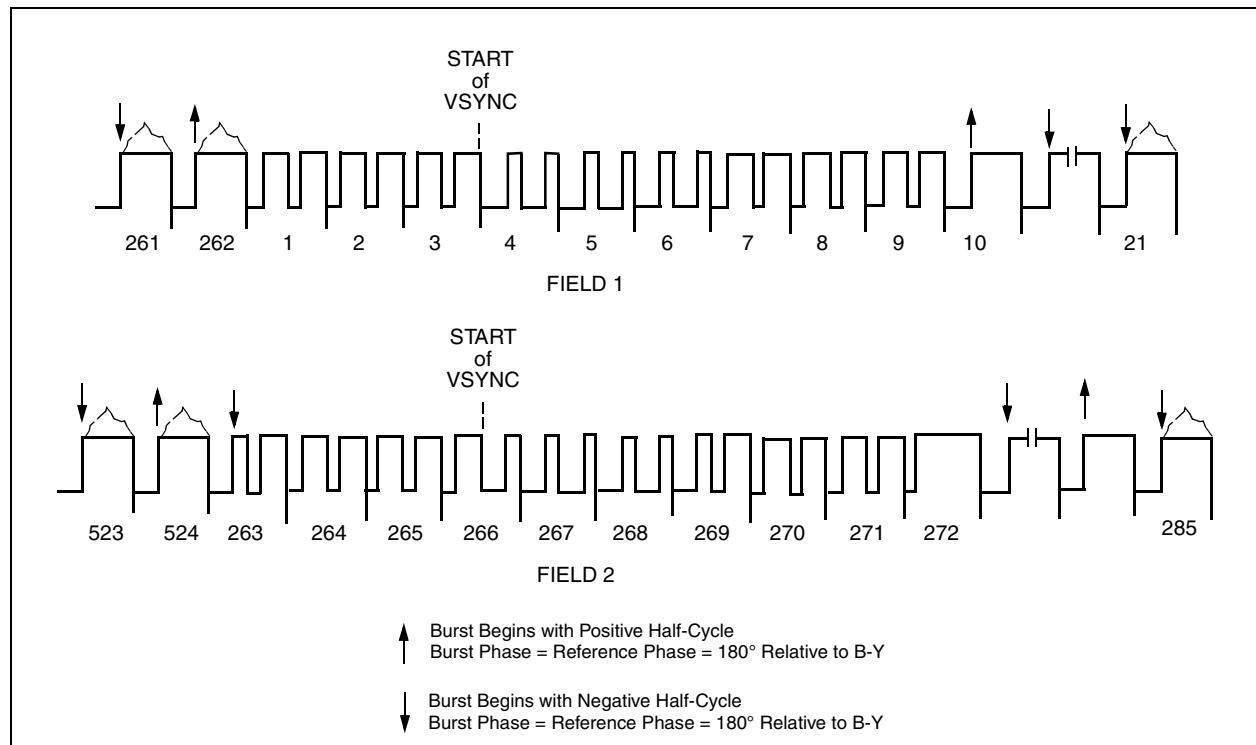 START
of
VSYNC
261 262 1 2 3 4 5 6 7 8 9 10 21
FIELD 1
START
of
VSYNC
523 524 263 264 265 266 267 268 269 270 271 272 285
FIELD 2
Burst Begins with Positive Half-Cycle
Burst Phase = Reference Phase = 180° Relative to B-Y
Burst Begins with Negative Half-Cycle
Burst Phase = Reference Phase = 180° Relative to B-Y